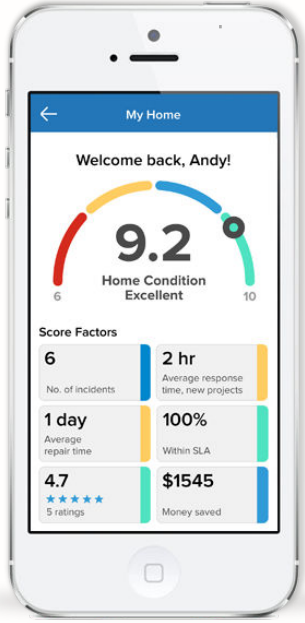 My Home
Welcome back, Andy!
9.2
Home Condition
Excellent
6
10
Score Factors
6
No. of incidents
2 hr
Average response
time, new projects
1 day
Average
repair time
100%
Within SLA
4.7
5 ratings
$1545
Money saved